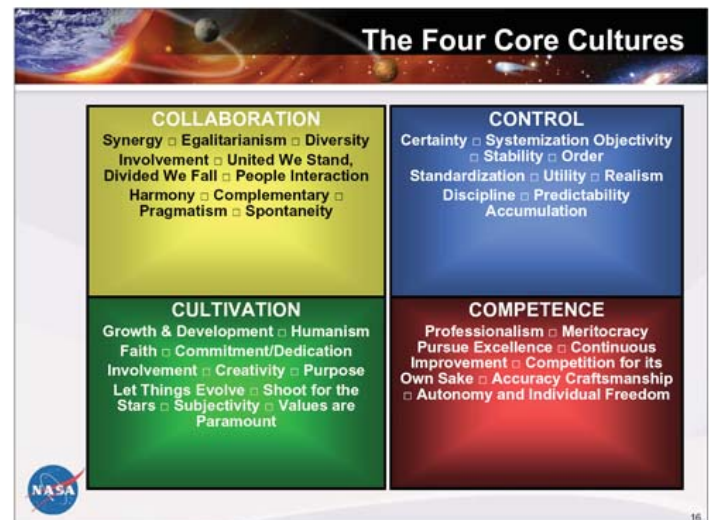 The Four Core Cultures
COLLABORATION
Synergy □ Egalitarianism □ Diversity
Involvement □ United We Stand,
Divided We Fall □ People Interaction
Harmony □ Complementary □
Pragmatism □ Spontaneity
CONTROL
Certainty □ Systemization Objectivity
□ Stability □ Order
Standardization □ Utility □ Realism
Discipline □ Predictability
Accumulation
CULTIVATION
Growth & Development □ Humanism
Faith □ Commitment/Dedication
Involvement □ Creativity □ Purpose
Let Things Evolve □ Shoot for the
Stars □ Subjectivity □ Values are
Paramount
COMPETENCE
Professionalism □ Meritocracy
Pursue Excellence □ Continuous
Improvement □ Competition for its
Own Sake □ Accuracy Craftsmanship
□ Autonomy and Individual Freedom
NASA
16